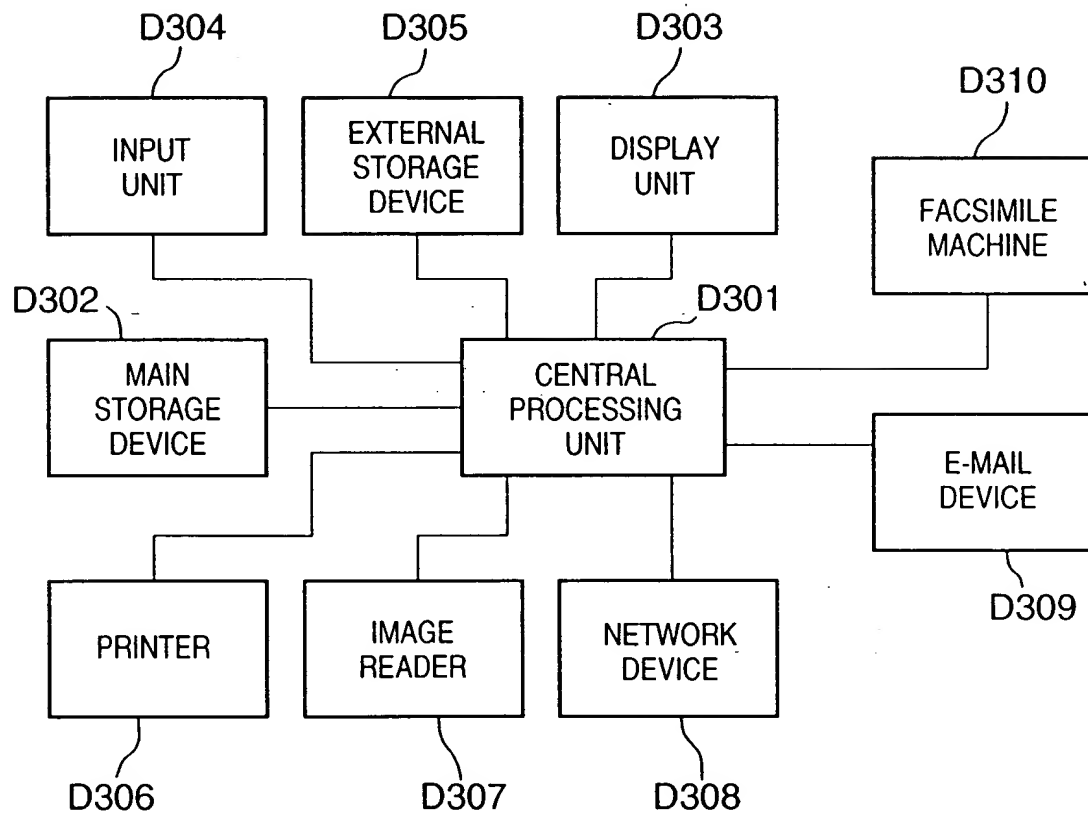 D304
D305
D303
D310
INPUT
UNIT
EXTERNAL
STORAGE
DEVICE
DISPLAY
UNIT
FACSIMILE
MACHINE
D302
D301
MAIN
STORAGE
DEVICE
CENTRAL
PROCESSING
UNIT
E-MAIL
DEVICE
D309
PRINTER
IMAGE
READER
NETWORK
DEVICE
D306
D307
D308